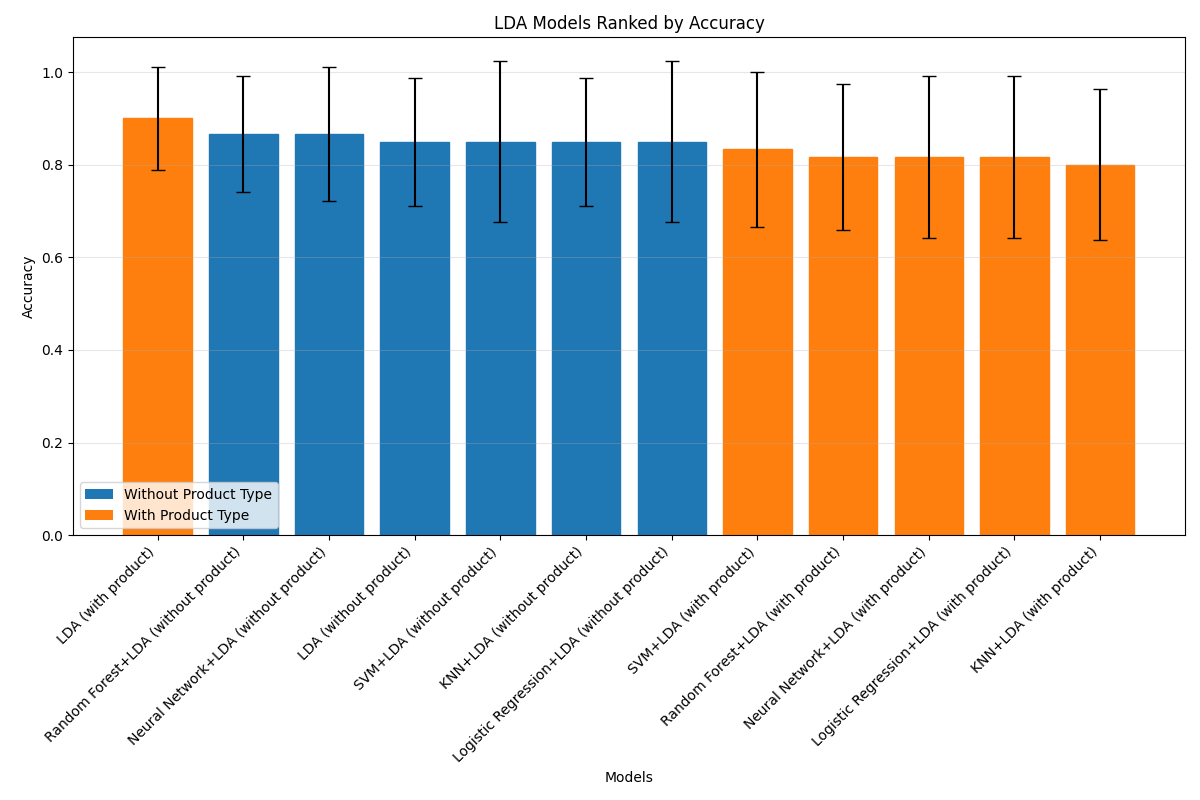 LDA Models Ranked by Accuracy
Accuracy
1.0
0.8
0.6
0.4
0.2
0.0
Without Product Type
With Product Type
LDA (with product)
Random Forest+LDA (without product)
Neural Network+LDA (without product)
LDA (without product)
SVM+LDA (without product)
KNN+LDA (without product)
Logistic Regression+LDA (without product)
SVM+LDA (with product)
Random Forest+LDA (with product)
Neural Network+LDA (with product)
Logistic Regression+LDA (with product)
KNN+LDA (with product)
Models